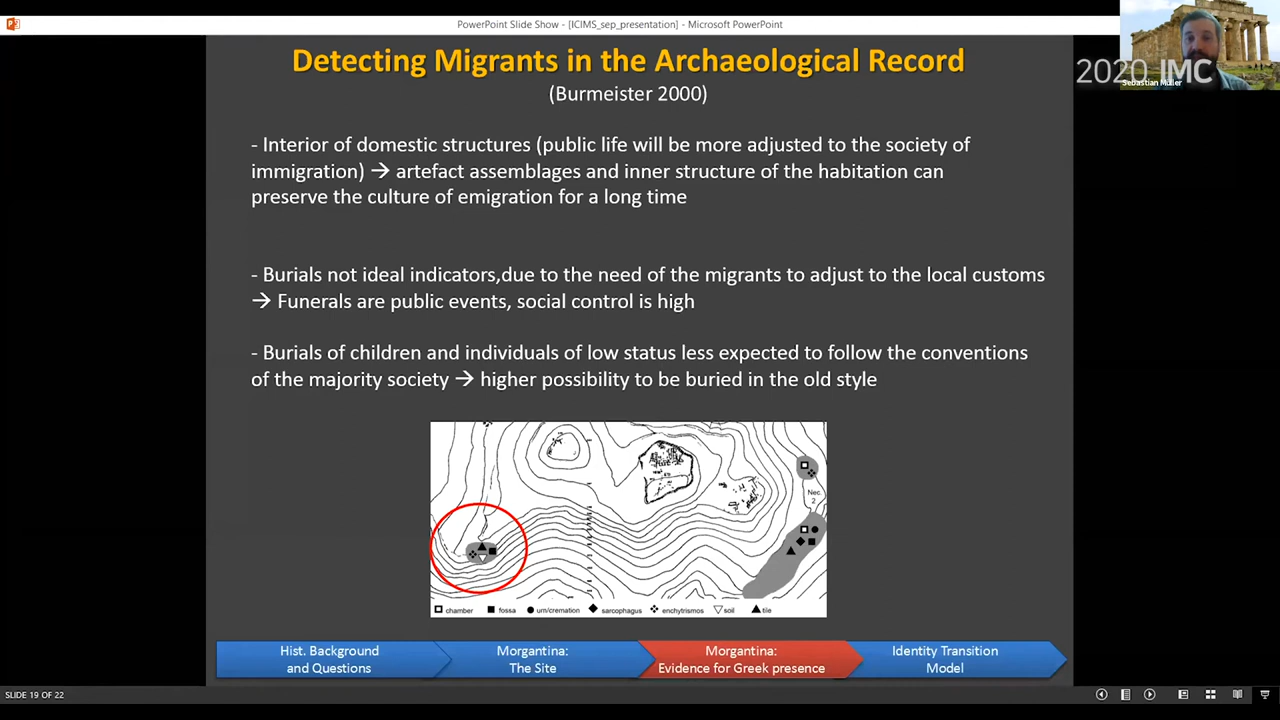 PowerPoint Slide Show - [ICIMS_sep_presentation] - Microsoft PowerPoint
2020 IMC
Sebastian Müller
Detecting Migrants in the Archaeological Record
(Burmeister 2000)
- Interior of domestic structures (public life will be more adjusted to the society of
immigration) → artefact assemblages and inner structure of the habitation can
preserve the culture of emigration for a long time
- Burials not ideal indicators,due to the need of the migrants to adjust to the local customs
→ Funerals are public events, social control is high
- Burials of children and individuals of low status less expected to follow the conventions
of the majority society → higher possibility to be buried in the old style
Nec.
2
chamber fossa urn/cremation sarcophagus enchytrismos soil tile
Hist. Background
and Questions
Morgantina:
The Site
Morgantina:
Evidence for Greek presence
Identity Transition
Model
SLIDE 19 OF 22